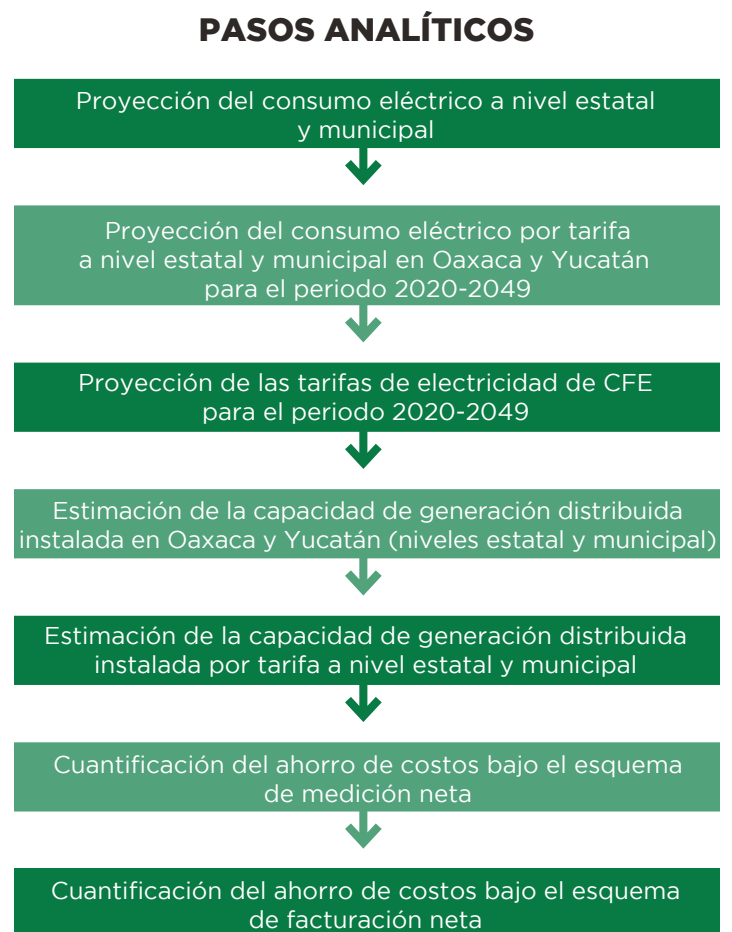 PASOS ANALÍTICOS
Proyección del consumo eléctrico a nivel estatal
y municipal
Proyección del consumo eléctrico por tarifa
a nivel estatal y municipal en Oaxaca y Yucatán
para el periodo 2020-2049
Proyección de las tarifas de electricidad de CFE
para el periodo 2020-2049
Estimación de la capacidad de generación distribuida
instalada en Oaxaca y Yucatán (niveles estatal y municipal)
Estimación de la capacidad de generación distribuida
instalada por tarifa a nivel estatal y municipal
Cuantificación del ahorro de costos bajo el esquema
de medición neta
Cuantificación del ahorro de costos bajo el esquema
de facturación neta